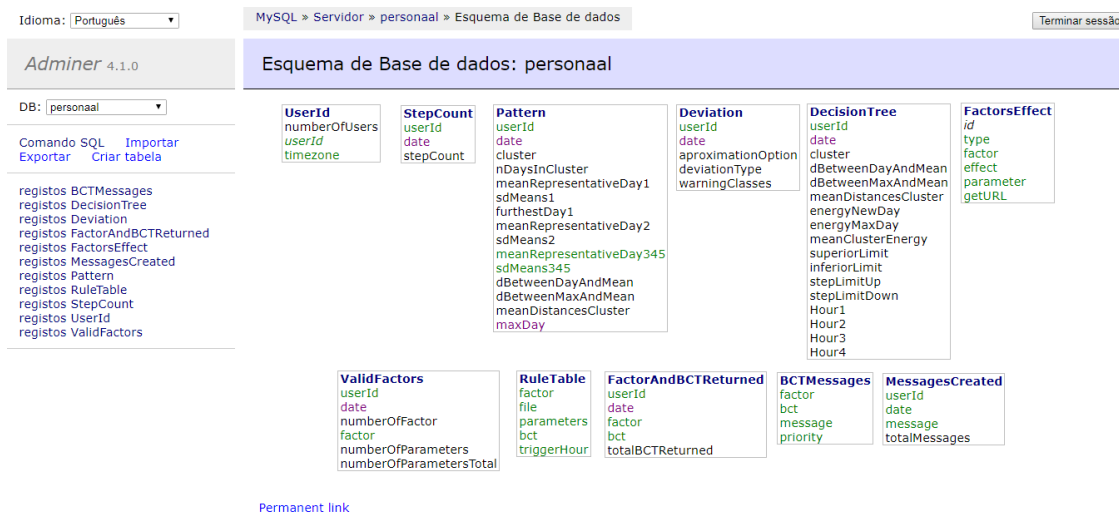 Idioma: Português
MySQL » Servidor » personaal » Esquema de Base de dados
Terminar sessão
Adminer 4.1.0
Esquema de Base de dados: personaal
DB: personaal
Comando SQL Importar
Exportar Criar tabela
registos BCTMessages
registos DecisionTree
registos Deviation
registos FactorAndBCTReturned
registos FactorsEffect
registos MessagesCreated
registos Pattern
registos RuleTable
registos StepCount
registos UserId
registos ValidFactors
UserId
numberOfUsers
userId
timezone
StepCount
userId
date
stepCount
Pattern
userId
date
cluster
nDaysInCluster
meanRepresentativeDay1
sdMeans1
furthestDay1
meanRepresentativeDay2
sdMeans2
meanRepresentativeDay345
sdMeans345
dBetweenDayAndMean
dBetweenMaxAndMean
meanDistancesCluster
maxDay
Deviation
userId
date
aproximationOption
deviationType
warningClasses
DecisionTree
userId
date
cluster
dBetweenDayAndMean
dBetweenMaxAndMean
meanDistancesCluster
energyNewDay
energyMaxDay
meanClusterEnergy
superiorLimit
inferiorLimit
stepLimitUp
stepLimitDown
Hour1
Hour2
Hour3
Hour4
FactorsEffect
id
type
factor
effect
parameter
getURL
ValidFactors
userId
date
numberOfFactor
factor
numberOfParameters
numberOfParametersTotal
RuleTable
factor
file
parameters
bct
triggerHour
FactorAndBCTReturned
userId
date
factor
bct
totalBCTReturned
BCTMessages
factor
bct
message
priority
MessagesCreated
userId
date
message
totalMessages
Permanent link